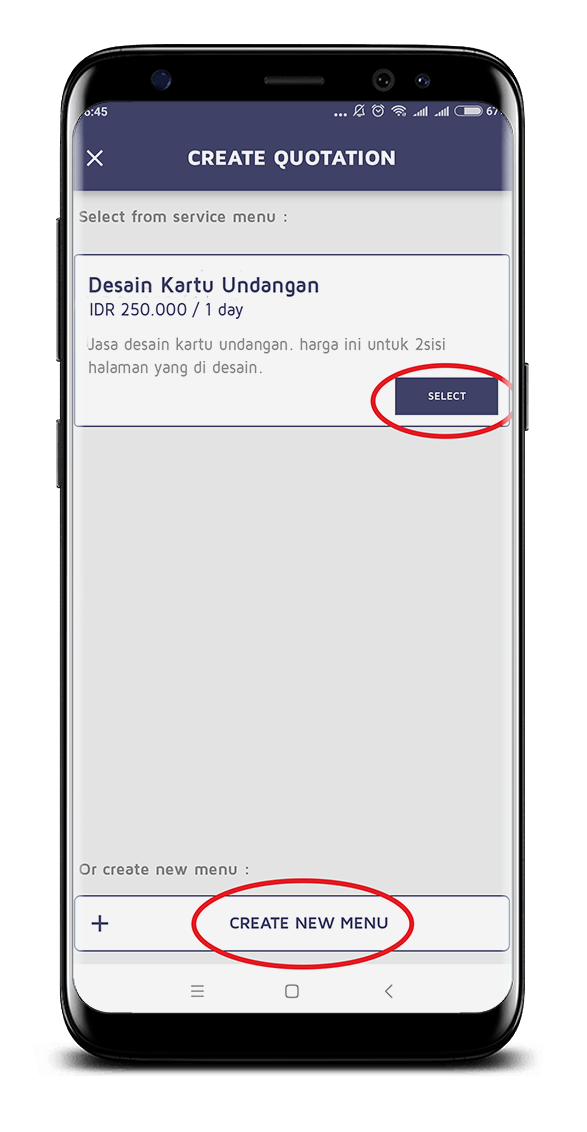 6:45
67
CREATE QUOTATION
Select from service menu :
Desain Kartu Undangan
IDR 250.000 / 1 day
Jasa desain kartu undangan. harga ini untuk 2sisi
halaman yang di desain.
SELECT
Or create new menu :
+ CREATE NEW MENU